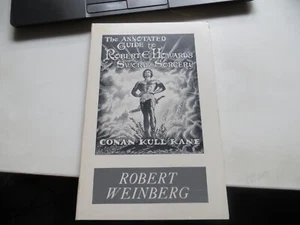 The ANNOTATED
GUIDE to
ROBERT E. HOWARD'S
SWORD & SORCERY
CONAN KULL KANE
ROBERT
WEINBERG